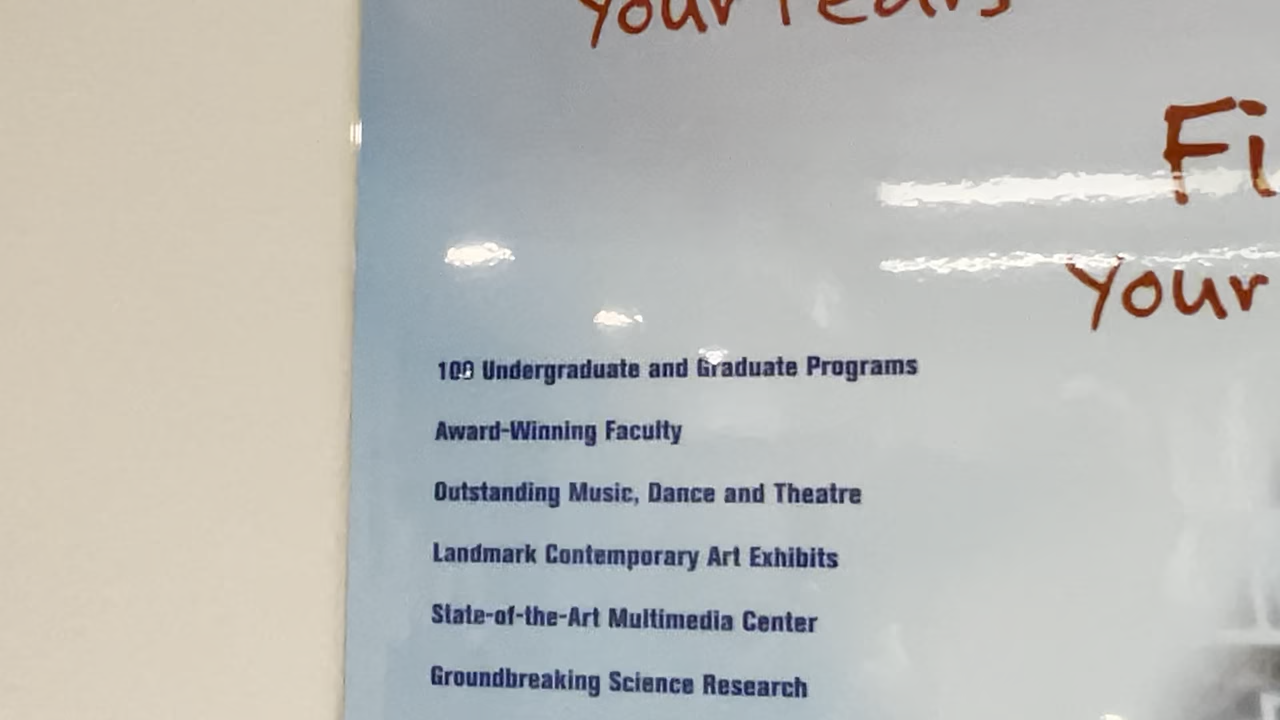 Your Fears
Fi
Your
Undergraduate and Graduate Programs
Award-Winning Faculty
Outstanding Music, Dance and Theatre
Landmark Contemporary Art Exhibits
State-of-the-Art Multimedia Center
Groundbreaking Science Research